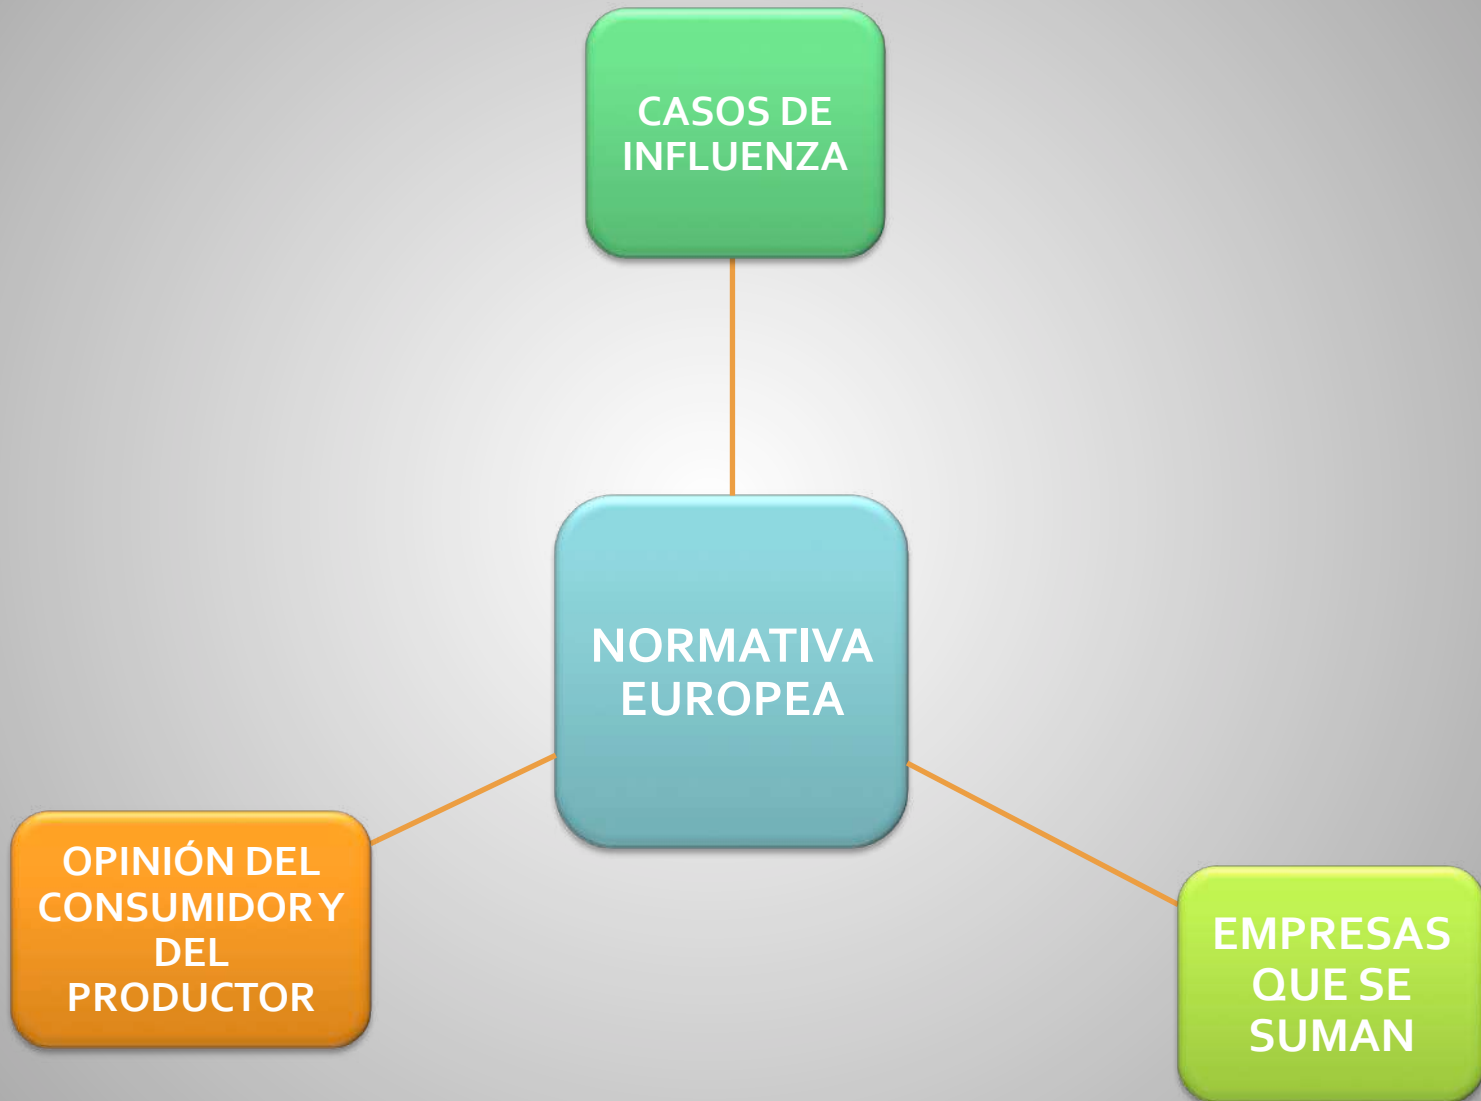 CASOS DE
INFLUENZA
NORMATIVA
EUROPEA
OPINIÓN DEL
CONSUMIDOR Y
DEL
PRODUCTOR
EMPRESAS
QUE SE
SUMAN